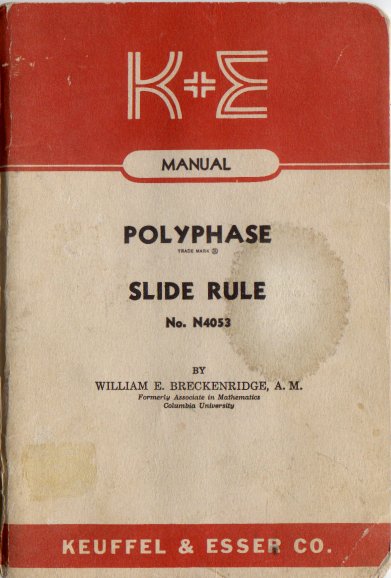 K+E
MANUAL
POLYPHASE
TRADE MARK ®
SLIDE RULE
No. N4053
BY
WILLIAM E. BRECKENRIDGE, A. M.
Formerly Associate in Mathematics
Columbia University
KEUFFEL & ESSER CO.